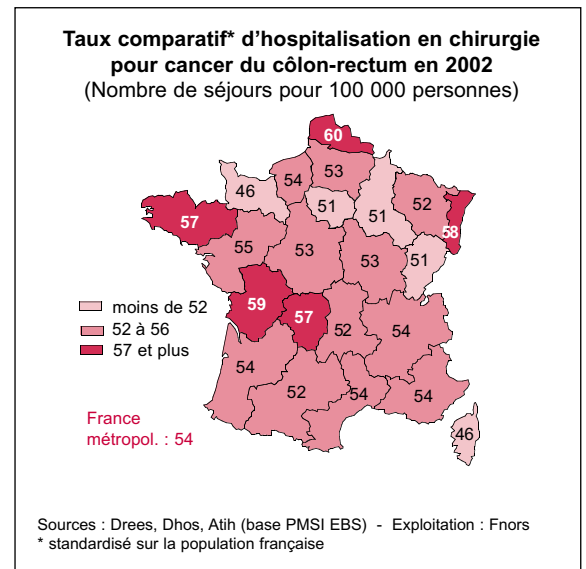 Taux comparatif* d'hospitalisation en chirurgie
pour cancer du côlon-rectum en 2002
(Nombre de séjours pour 100 000 personnes)
60
53
54
46
51
51
52
58
57
55
53
53
51
59
57
52
54
54
52
54
54
46
moins de 52
52 à 56
57 et plus
France
métropol. : 54
Sources : Drees, Dhos, Atih (base PMSI EBS) - Exploitation : Fnors
* standardisé sur la population française